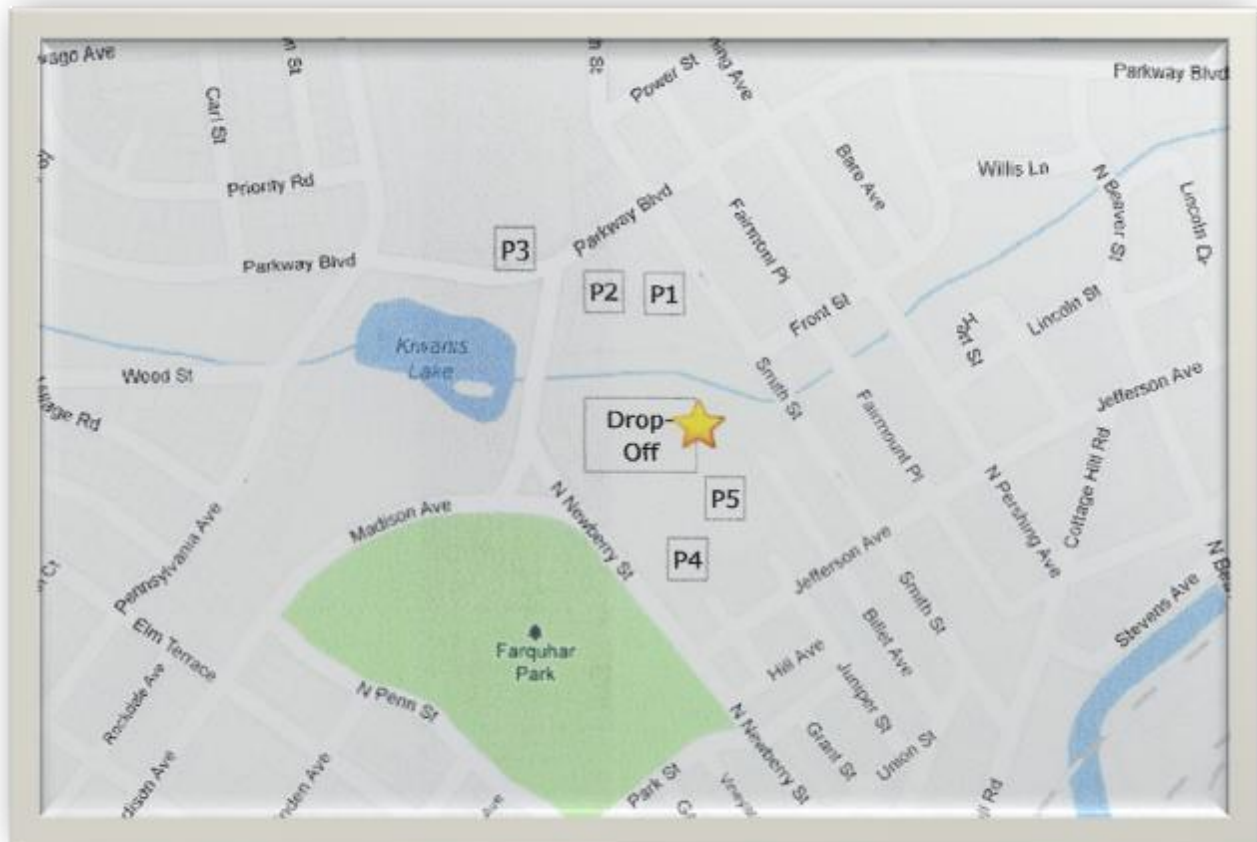 Parkway Blvd
Power St
Carl St
Bare Ave
Willis Ln
N Beaver St
Priority Rd
Lincoln Dr
Fairmont Pl
Parkway Blvd
P3
Parkway Blvd
P2
P1
Front St
Lincoln St
Kiwanis
Lake
Wood St
Smith St
Jefferson Ave
Drop-
Off
Fairmount Pl
Cottage Hill Rd
N Pershing Ave
P5
Madison Ave
N Newberry St
P4
Pennsylvania Ave
Jefferson Ave
Smith St
Stevens Ave
Billet Ave
Elm Terrace
Farquhar
Park
Hill Ave
Juniper St
N Penn St
Rockdale Ave
N Newberry St
Grant St
Union St
Park St